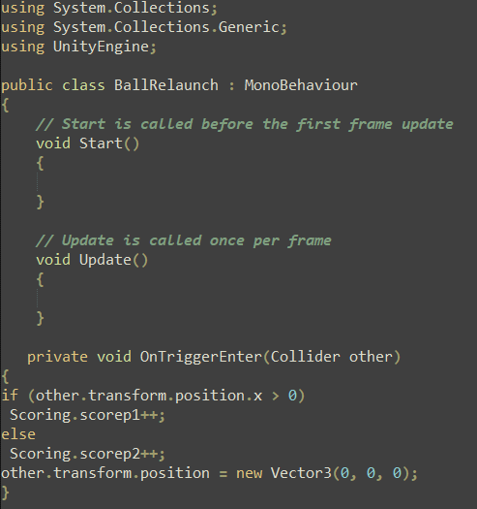 using System.Collections;
using System.Collections.Generic;
using UnityEngine;

public class BallRelaunch : MonoBehaviour
{
    // Start is called before the first frame update
    void Start()
    {

    }

    // Update is called once per frame
    void Update()
    {

    }

   private void OnTriggerEnter(Collider other)
{
if (other.transform.position.x > 0)
 Scoring.scorep1++;
else
 Scoring.scorep2++;
other.transform.position = new Vector3(0, 0, 0);
}